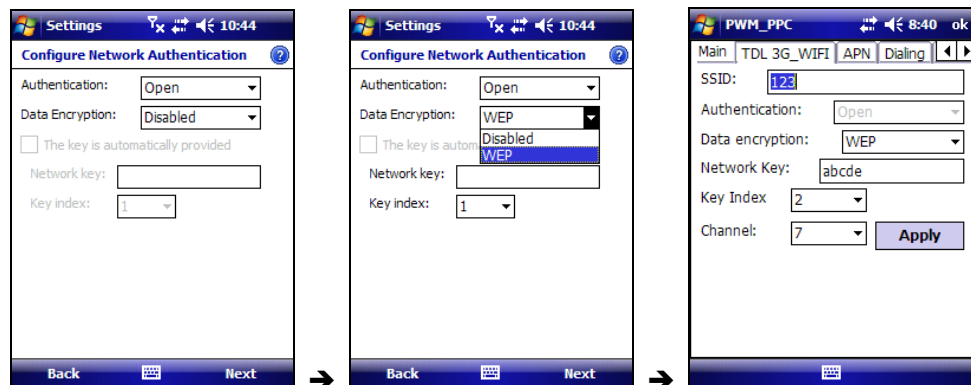 Settings 10:44
Configure Network Authentication ?
Authentication: Open
Data Encryption: Disabled
The key is automatically provided
Network key:
Key index: 1
Back Next
➔
Settings 10:44
Configure Network Authentication ?
Authentication: Open
Data Encryption: WEP
Disabled
The key is autom
WEP
Network key:
Key index: 1
Back Next
➔
PWM_PPC 8:40 ok
Main TDL 3G_WIFI APN Dialing
SSID: 123
Authentication: Open
Data encryption: WEP
Network Key: abcde
Key Index 2
Channel: 7 Apply